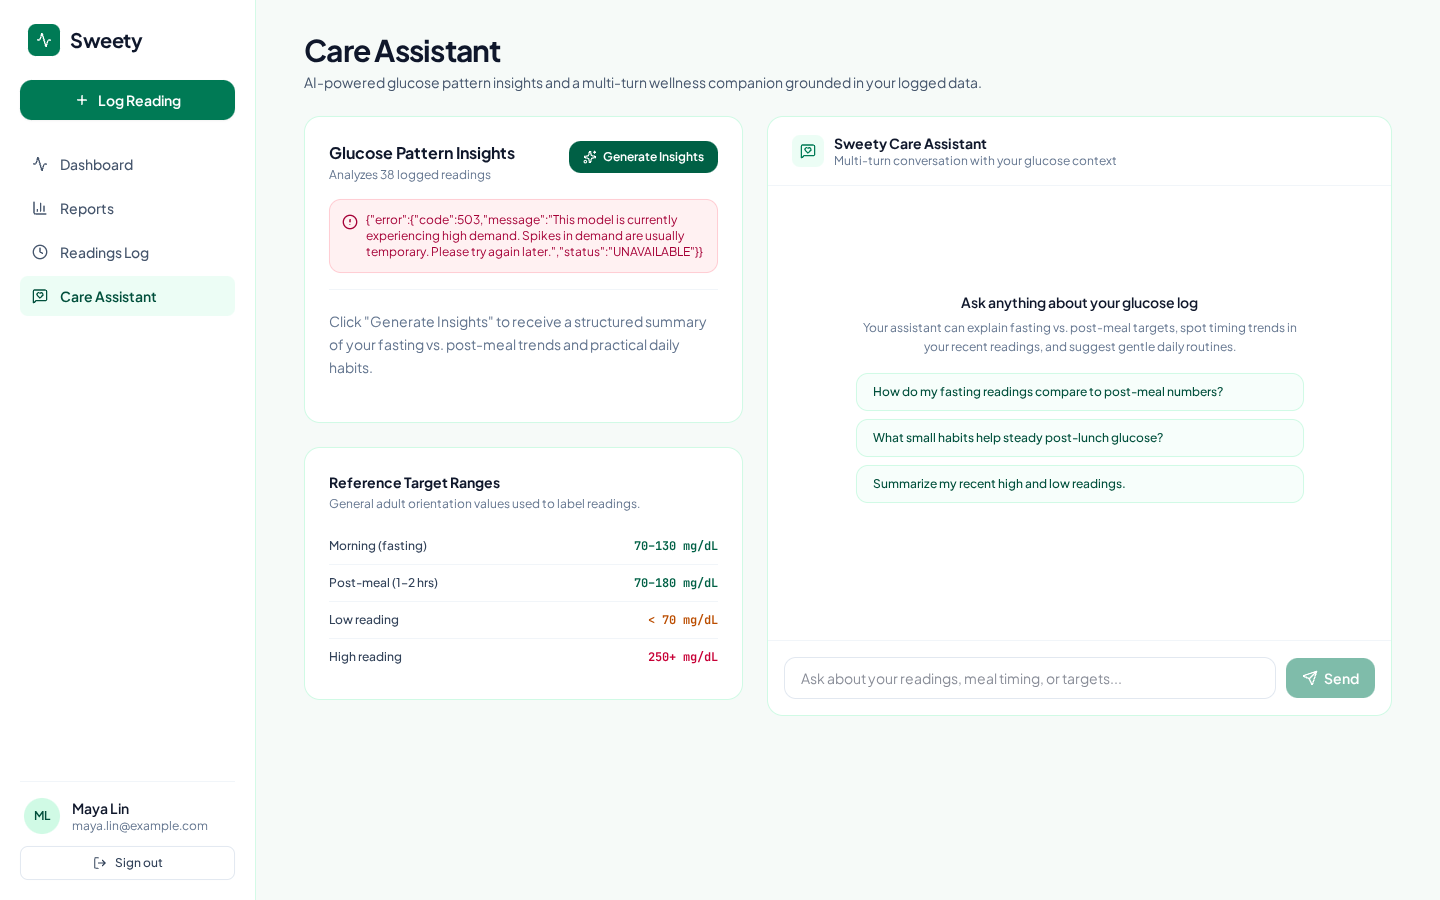 Sweety
Log Reading
Dashboard
Reports
Readings Log
Care Assistant
ML
Maya Lin
maya.lin@example.com
Sign out
Care Assistant
AI-powered glucose pattern insights and a multi-turn wellness companion grounded in your logged data.
Glucose Pattern Insights
Analyzes 38 logged readings
Generate Insights
{"error":{"code":503,"message":"This model is currently
experiencing high demand. Spikes in demand are usually
temporary. Please try again later.","status":"UNAVAILABLE"}}
Click "Generate Insights" to receive a structured summary
of your fasting vs. post-meal trends and practical daily
habits.
Reference Target Ranges
General adult orientation values used to label readings.
Morning (fasting) 70–130 mg/dL
Post-meal (1–2 hrs) 70–180 mg/dL
Low reading < 70 mg/dL
High reading 250+ mg/dL
Sweety Care Assistant
Multi-turn conversation with your glucose context
Ask anything about your glucose log
Your assistant can explain fasting vs. post-meal targets, spot timing trends in
your recent readings, and suggest gentle daily routines.
How do my fasting readings compare to post-meal numbers?
What small habits help steady post-lunch glucose?
Summarize my recent high and low readings.
Ask about your readings, meal timing, or targets...
Send